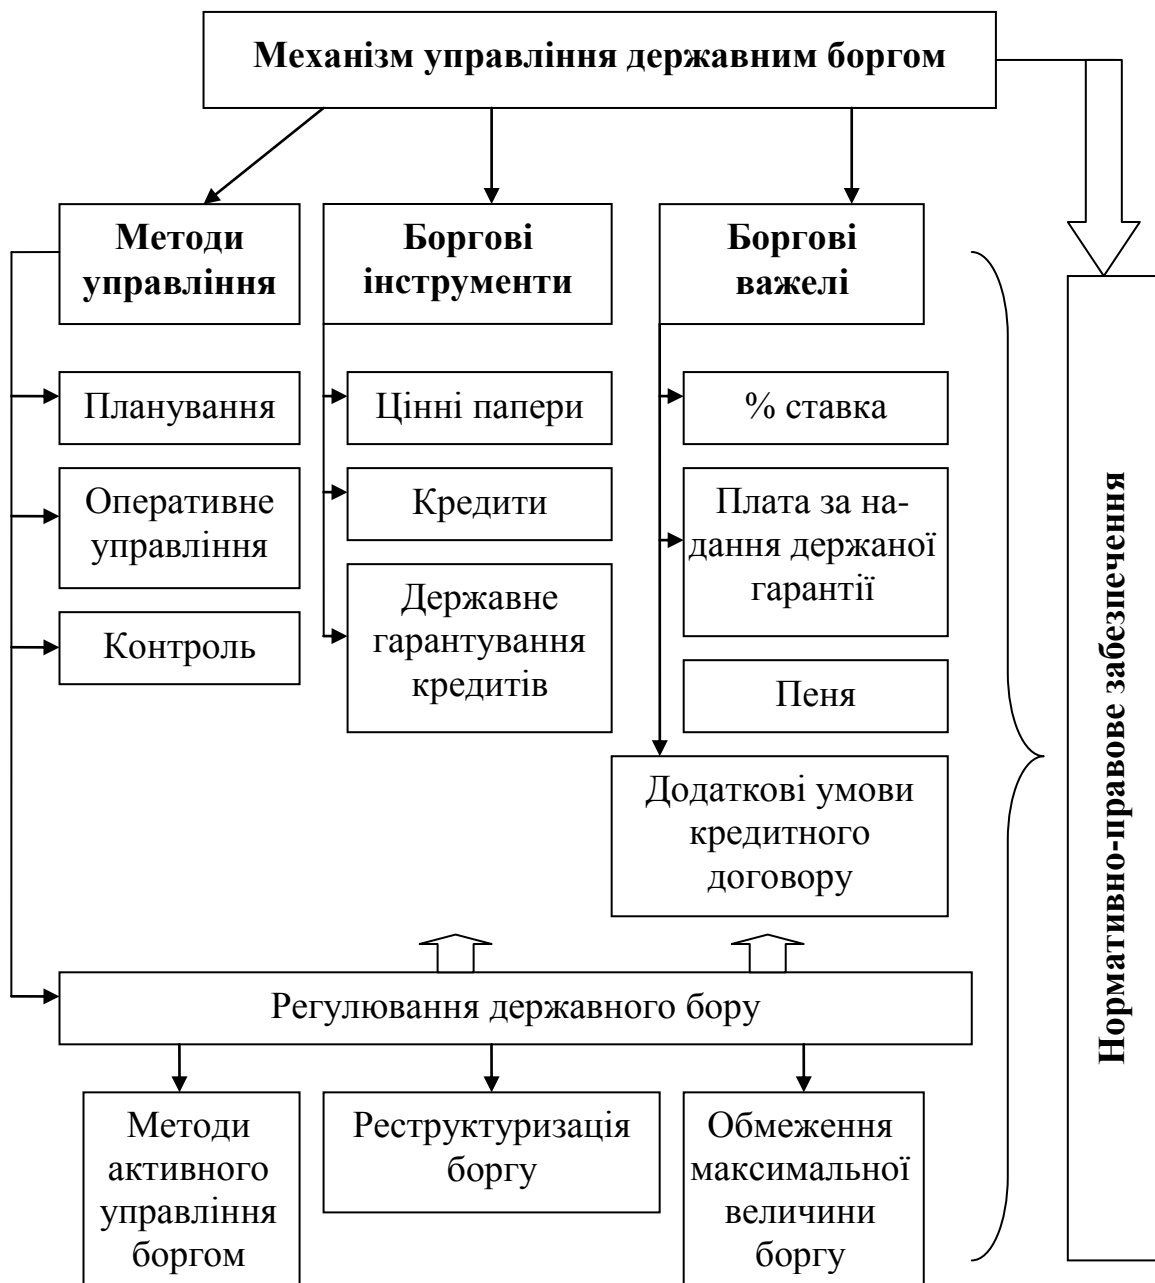 Механізм управління державним боргом
Методи
управління
Боргові
інструменти
Боргові
важелі
Планування
Цінні папери
% ставка
Оперативне
управління
Кредити
Плата за на-
дання держаної
гарантії
Контроль
Державне
гарантування
кредитів
Пеня
Додаткові умови
кредитного
договору
Нормативно-правове забезпечення
Регулювання державного бору
Методи
активного
управління
боргом
Реструктуризація
боргу
Обмеження
максимальної
величини
боргу